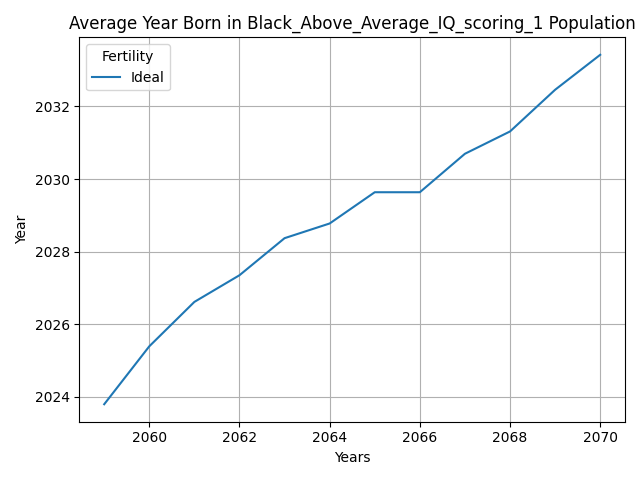 Average Year Born in Black_Above_Average_IQ_scoring_1 Population
Fertility
Ideal
2032
2030
2028
2026
2024
Year
2060 2062 2064 2066 2068 2070
Years